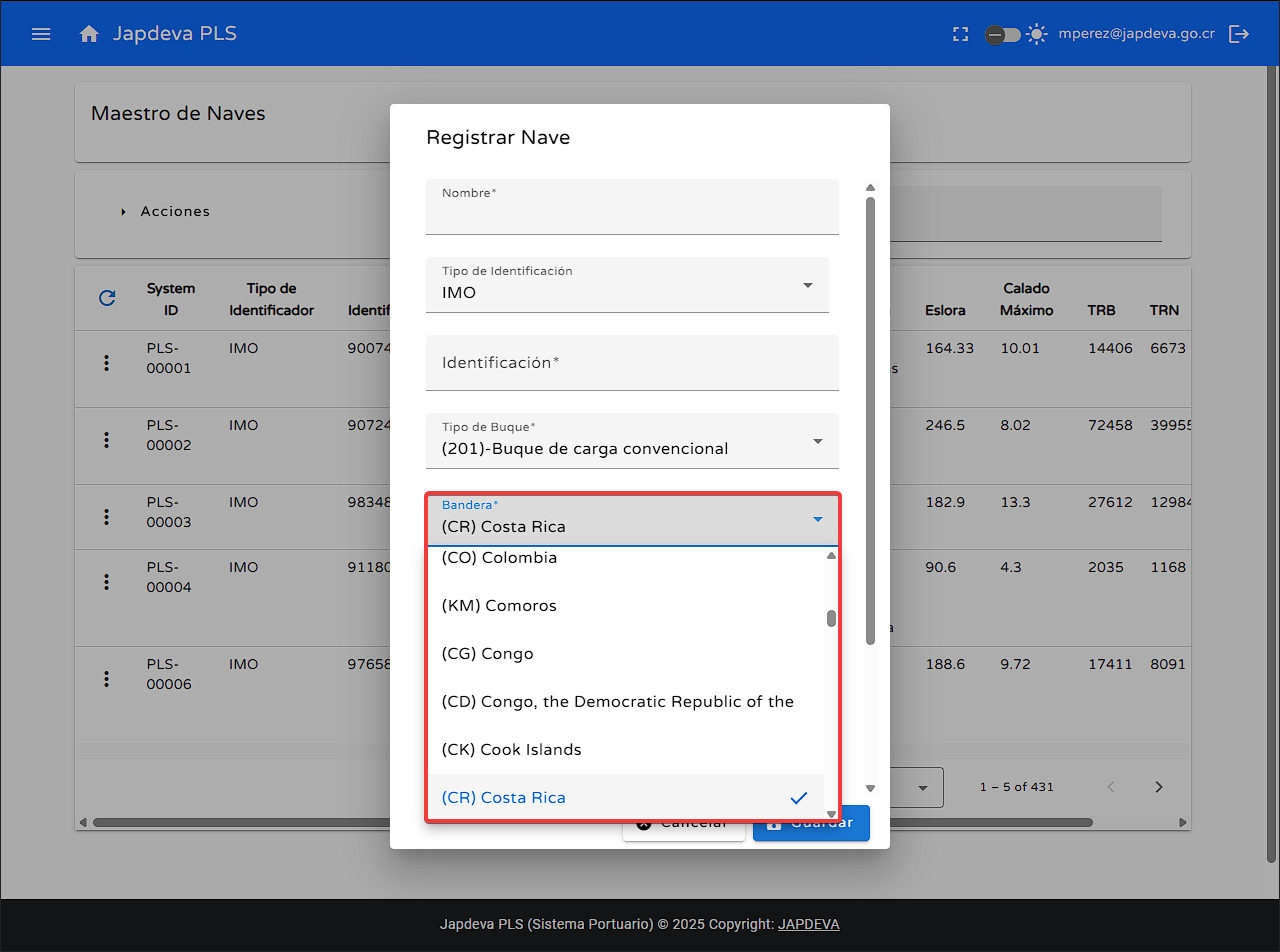 Japdeva PLS
mperez@japdeva.go.cr
Maestro de Naves
Acciones
Registrar Nave
Nombre*
Tipo de Identificación
IMO
Identificación*
Tipo de Buque*
(201)-Buque de carga convencional
Bandera*
(CR) Costa Rica
(CO) Colombia
(KM) Comoros
(CG) Congo
(CD) Congo, the Democratic Republic of the
(CK) Cook Islands
(CR) Costa Rica
Cancelar
Guardar
System ID Tipo de Identificador Identif Eslora Calado Máximo TRB TRN
PLS-00001 IMO 90074 s 164.33 10.01 14406 6673
PLS-00002 IMO 90724 246.5 8.02 72458 39955
PLS-00003 IMO 98348 182.9 13.3 27612 12984
PLS-00004 IMO 91180 a 90.6 4.3 2035 1168
PLS-00006 IMO 97658 188.6 9.72 17411 8091
1 – 5 of 431
Japdeva PLS (Sistema Portuario) © 2025 Copyright: JAPDEVA